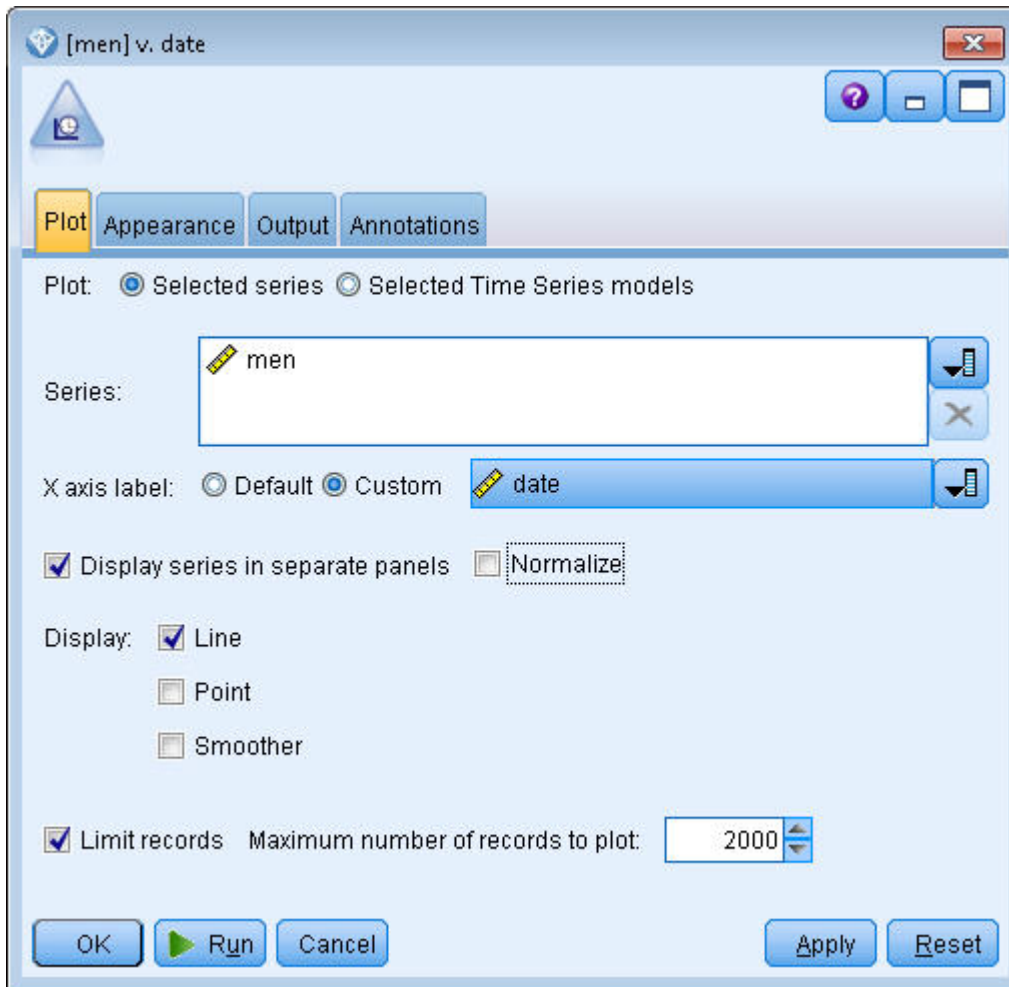 [men] v. date
Plot Appearance Output Annotations
Plot: Selected series Selected Time Series models
Series: men
X axis label: Default Custom date
Display series in separate panels Normalize
Display: Line
Point
Smoother
Limit records Maximum number of records to plot: 2000
OK Run Cancel Apply Reset